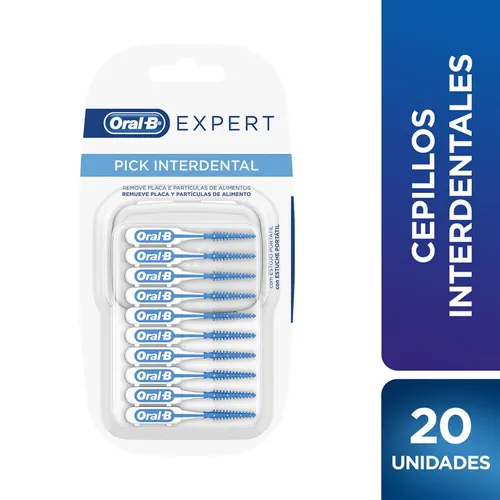 Oral-B EXPERT
PICK INTERDENTAL
REMOVE PLACA E PARTÍCULAS DE ALIMENTOS
REMUEVE PLACA Y PARTÍCULAS DE ALIMENTO
com ESTOJO PORTÁTIL
con ESTUCHE PORTÁTIL
Oral-B
Oral-B
Oral-B
Oral-B
Oral-B
Oral-B
Oral-B
Oral-B
Oral-B
Oral-B
CEPILLOS
INTERDENTALES
20
UNIDADES